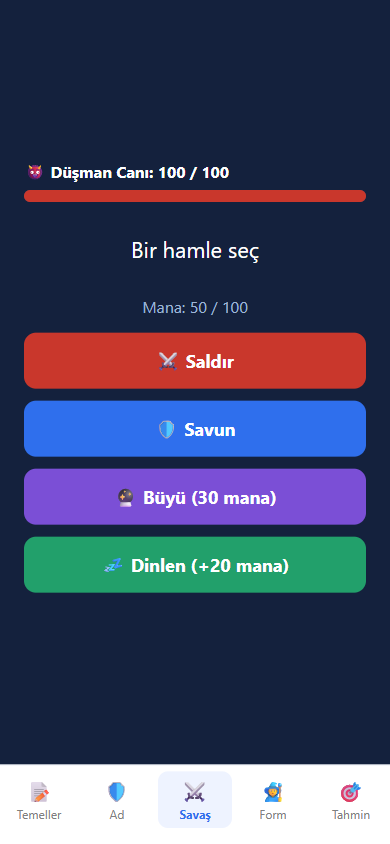 Düşman Canı: 100 / 100
Bir hamle seç
Mana: 50 / 100
Saldır
Savun
Büyü (30 mana)
Dinlen (+20 mana)
Temeller
Ad
Savaş
Form
Tahmin